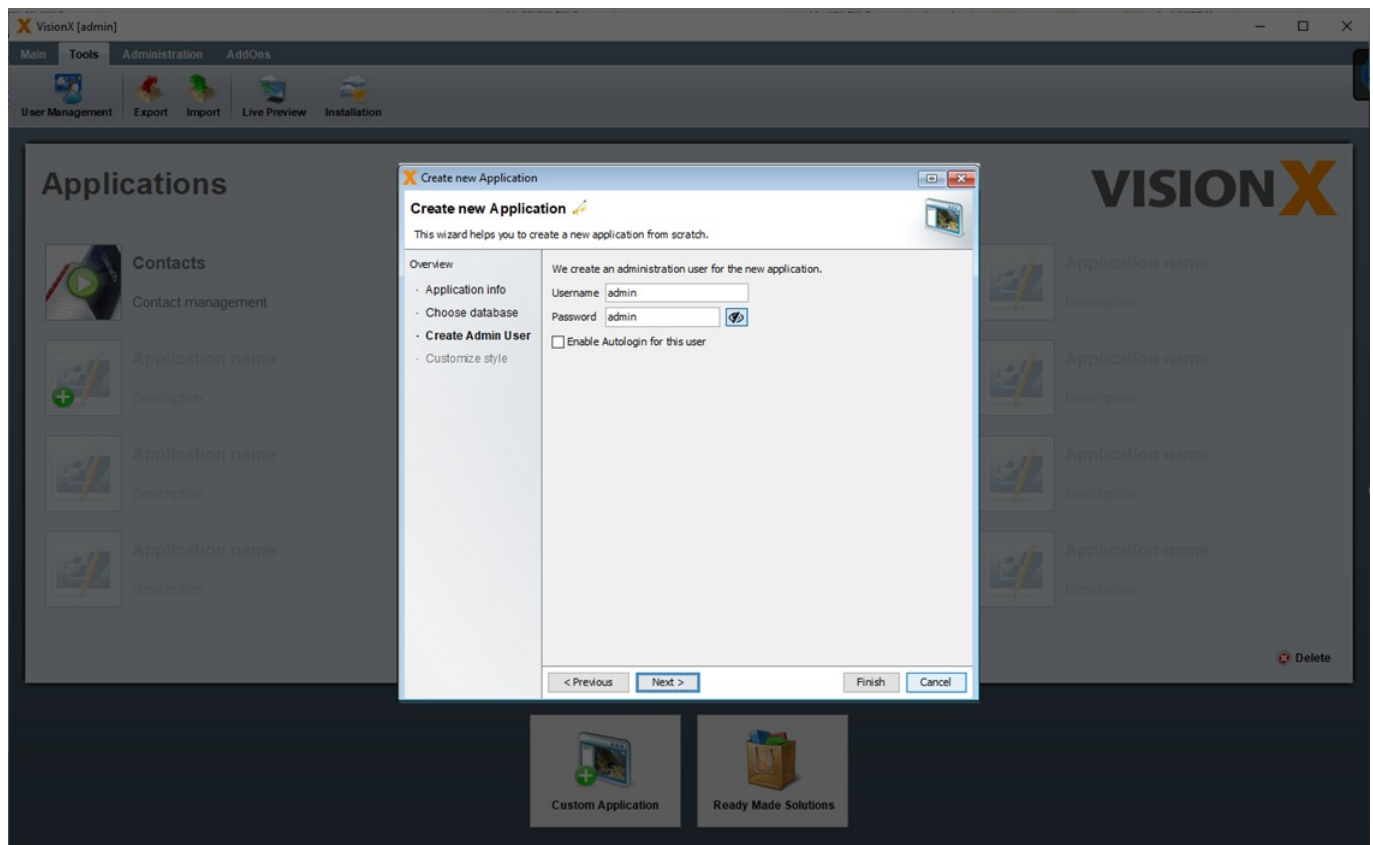 VisionX [admin]
Main Tools Administration AddOns
User Management Export Import Live Preview Installation
Applications
VISIONX
Contacts
Contact management
Application name
Description
Application name
Description
Application name
Description
Create new Application
Create new Application
This wizard helps you to create a new application from scratch.
Overview
· Application info
· Choose database
- Create Admin User
· Customize style
We create an administration user for the new application.
Username admin
Password admin
Enable Autologin for this user
< Previous Next > Finish Cancel
Application name
Description
Application name
Description
Application name
Description
Application name
Description
Delete
Custom Application Ready Made Solutions